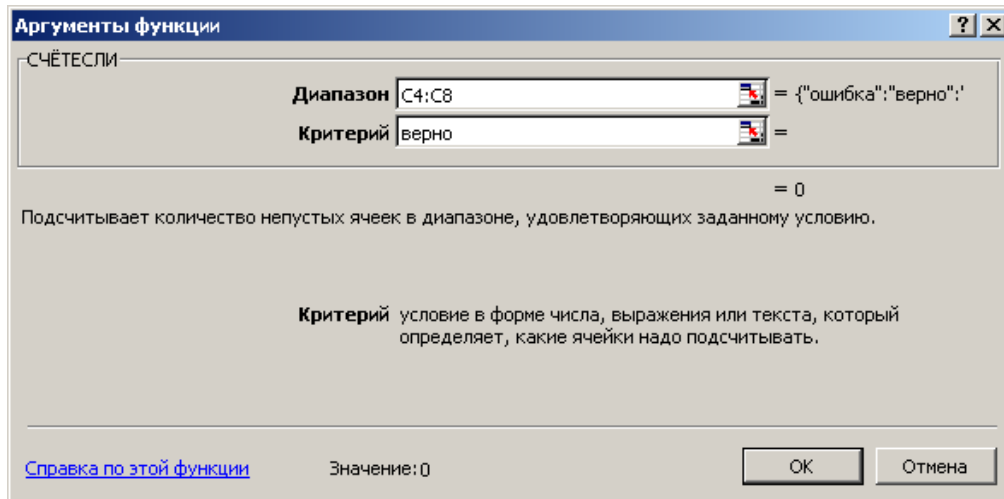 Аргументы функции
СЧЁТЕСЛИ
Диапазон C4:C8 = {"ошибка":"верно":'
Критерий верно =
= 0
Подсчитывает количество непустых ячеек в диапазоне, удовлетворяющих заданному условию.
Критерий условие в форме числа, выражения или текста, который
определяет, какие ячейки надо подсчитывать.
Справка по этой функции Значение:0 OK Отмена